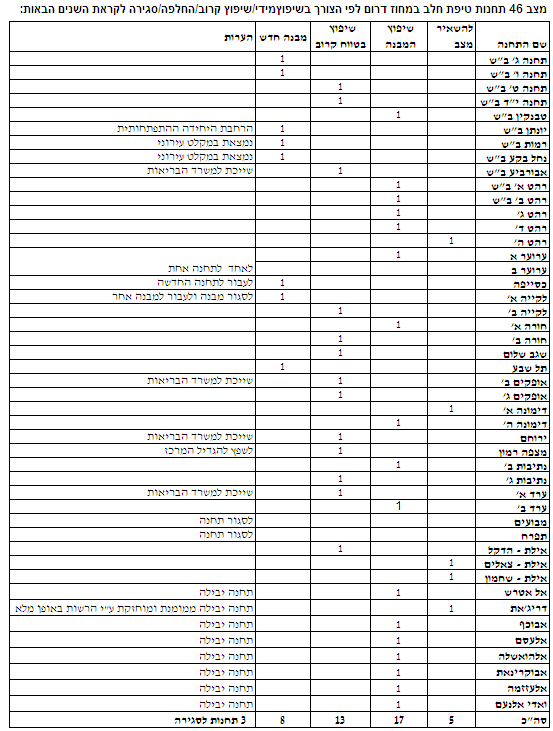 מצב 46 תחנות טיפת חלב במחוז דרום לפי הצורך בשיפוץמידי/שיפוץ קרוב/החלפה/סגירה לקראת השנים הבאות:
שם התחנה להשאיר מצב שיפוץ המבנה שיפוץ בטווח קרוב מבנה חדש הערות
תחנה ג' ב"ש 1
תחנה ו' ב"ש 1
תחנה ט' ב"ש 1
תחנה י"ד ב"ש 1
טבנקין ב"ש 1
יונתן ב"ש 1 הרחבת היחידה ההתפתחותית
רמות ב"ש 1 נמצאת במקלט עירוני
נחל בקע ב"ש 1 נמצאת במקלט עירוני
אבורביע ב"ש 1 שייכת למשרד הבריאות
רהט א' ב"ש 1
רהט ב' ב"ש 1
רהט ג' 1
רהט ד' 1
רהט ה' 1
ערוער א 1
ערוער ב לאחד לתחנה אחת
כסייפה 1 לעבור לתחנה החדשה
לקייה א' 1 לסגור מבנה ולעבור למבנה אחר
לקייה ב' 1
חורה א' 1
חורה ב' 1
שגב שלום 1
תל שבע 1
אופקים ב' 1 שייכת למשרד הבריאות
אופקים ג' 1
דימונה א' 1
דימונה ה' 1
ירוחם 1 שייכת למשרד הבריאות
מצפה רמון 1 לשפץ להגדיל המרכז
נתיבות ב' 1
נתיבות ג' 1
ערד א' 1 שייכת למשרד הבריאות
ערד ב' 1
מבועים לסגור תחנה
תפרח לסגור תחנה
אילת - הדקל 1
אילת - צאלים 1
אילת - שחמון 1
אל אטרש 1 תחנה יבילה
דריג'את 1 תחנה יבילה ממומנת ומוחזקת ע"י הרשות באופן מלא
אבוכף 1 תחנה יבילה
אלעסם 1 תחנה יבילה
אלהואשלה 1 תחנה יבילה
אבוקרינאת 1 תחנה יבילה
אלעזזמה 1 תחנה יבילה
ואדי אלנעם 1 תחנה יבילה
סה"כ 5 17 13 8 3 תחנות לסגירה